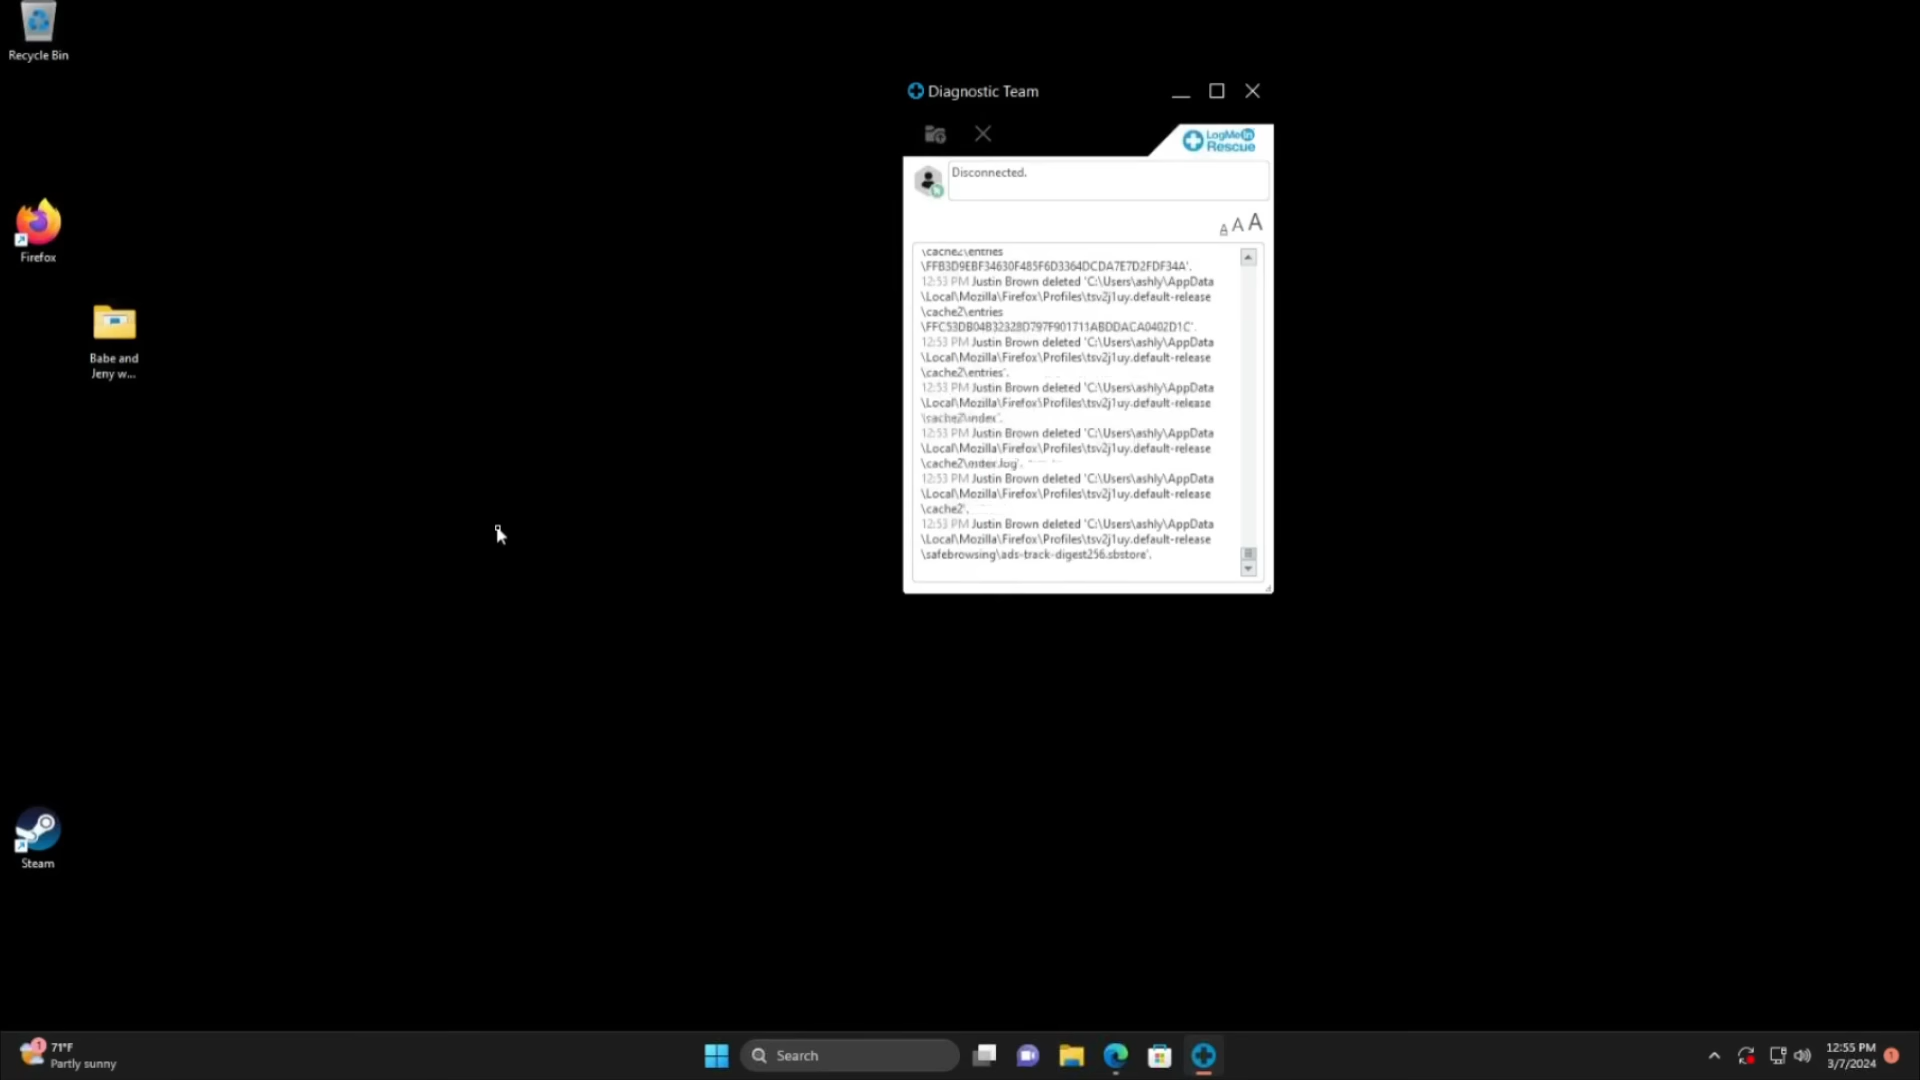 Recycle Bin
Firefox
Babe and
Jeny w...
Steam
Diagnostic Team
LogMeIn
Rescue
Disconnected.
A A A
\cache2\entries
\FFB3D9EBF34630F485F6D3364DCDA7E7D2FDF34A'.
12:53 PM Justin Brown deleted 'C:\Users\ashly\AppData
\Local\Mozilla\Firefox\Profiles\tsv2j1uy.default-release
\cache2\entries
\FFC53DB04B32328D797F901711ABDDACA0402D1C'.
12:53 PM Justin Brown deleted 'C:\Users\ashly\AppData
\Local\Mozilla\Firefox\Profiles\tsv2j1uy.default-release
\cache2\entries'.
12:53 PM Justin Brown deleted 'C:\Users\ashly\AppData
\Local\Mozilla\Firefox\Profiles\tsv2j1uy.default-release
\cache2\index'.
12:53 PM Justin Brown deleted 'C:\Users\ashly\AppData
\Local\Mozilla\Firefox\Profiles\tsv2j1uy.default-release
\cache2\index.log'.
12:53 PM Justin Brown deleted 'C:\Users\ashly\AppData
\Local\Mozilla\Firefox\Profiles\tsv2j1uy.default-release
\cache2'.
12:53 PM Justin Brown deleted 'C:\Users\ashly\AppData
\Local\Mozilla\Firefox\Profiles\tsv2j1uy.default-release
\safebrowsing\ads-track-digest256.sbstore'.
1
71°F
Partly sunny
Search
12:55 PM
3/7/2024
1